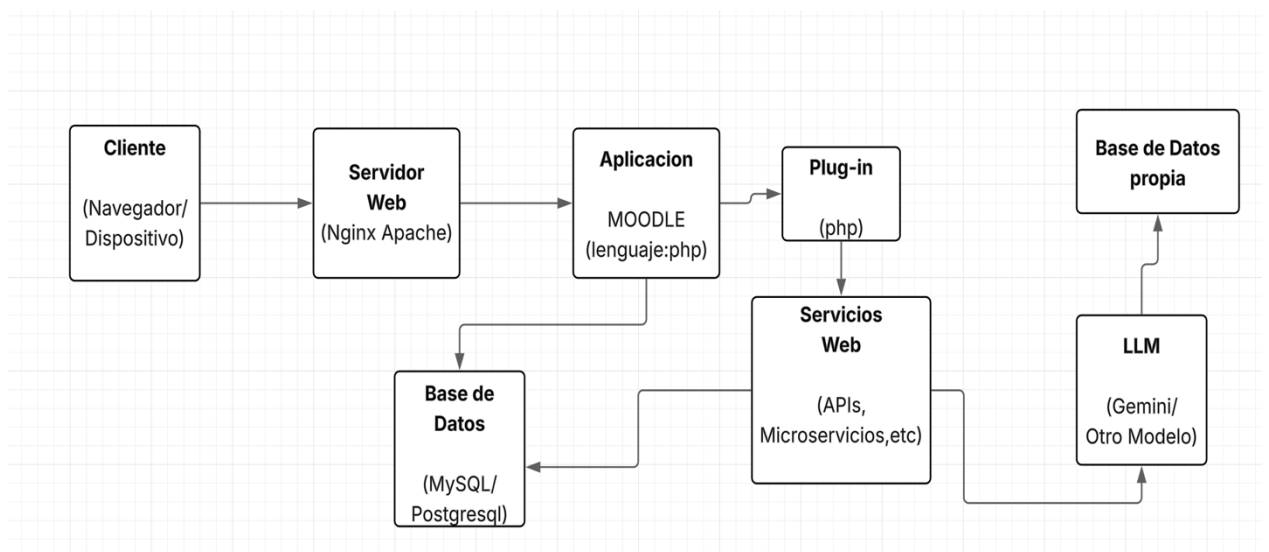 Cliente
(Navegador/
Dispositivo)
Servidor
Web
(Nginx Apache)
Aplicacion
MOODLE
(lenguaje:php)
Plug-in
(php)
Base de Datos
propia
Servicios
Web
(APIs,
Microservicios,etc)
LLM
(Gemini/
Otro Modelo)
Base de
Datos
(MySQL/
Postgresql)